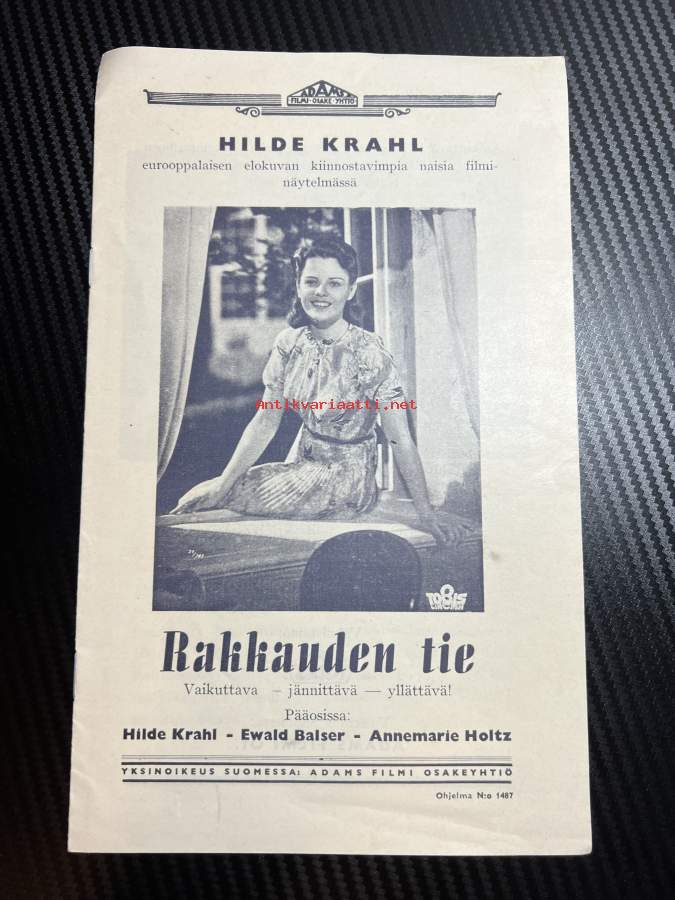 ADAMS
FILMI·OSAKE·YHTIÖ
HILDE KRAHL
eurooppalaisen elokuvan kiinnostavimpia naisia filmi-
näytelmässä
Antikvariaatti.net
TOBIS
Rakkauden tie
Vaikuttava – jännittävä — yllättävä!
Pääosissa:
Hilde Krahl - Ewald Balser - Annemarie Holtz
YKSINOIKEUS SUOMESSA: ADAMS FILMI OSAKEYHTIÖ
Ohjelma N:o 1487